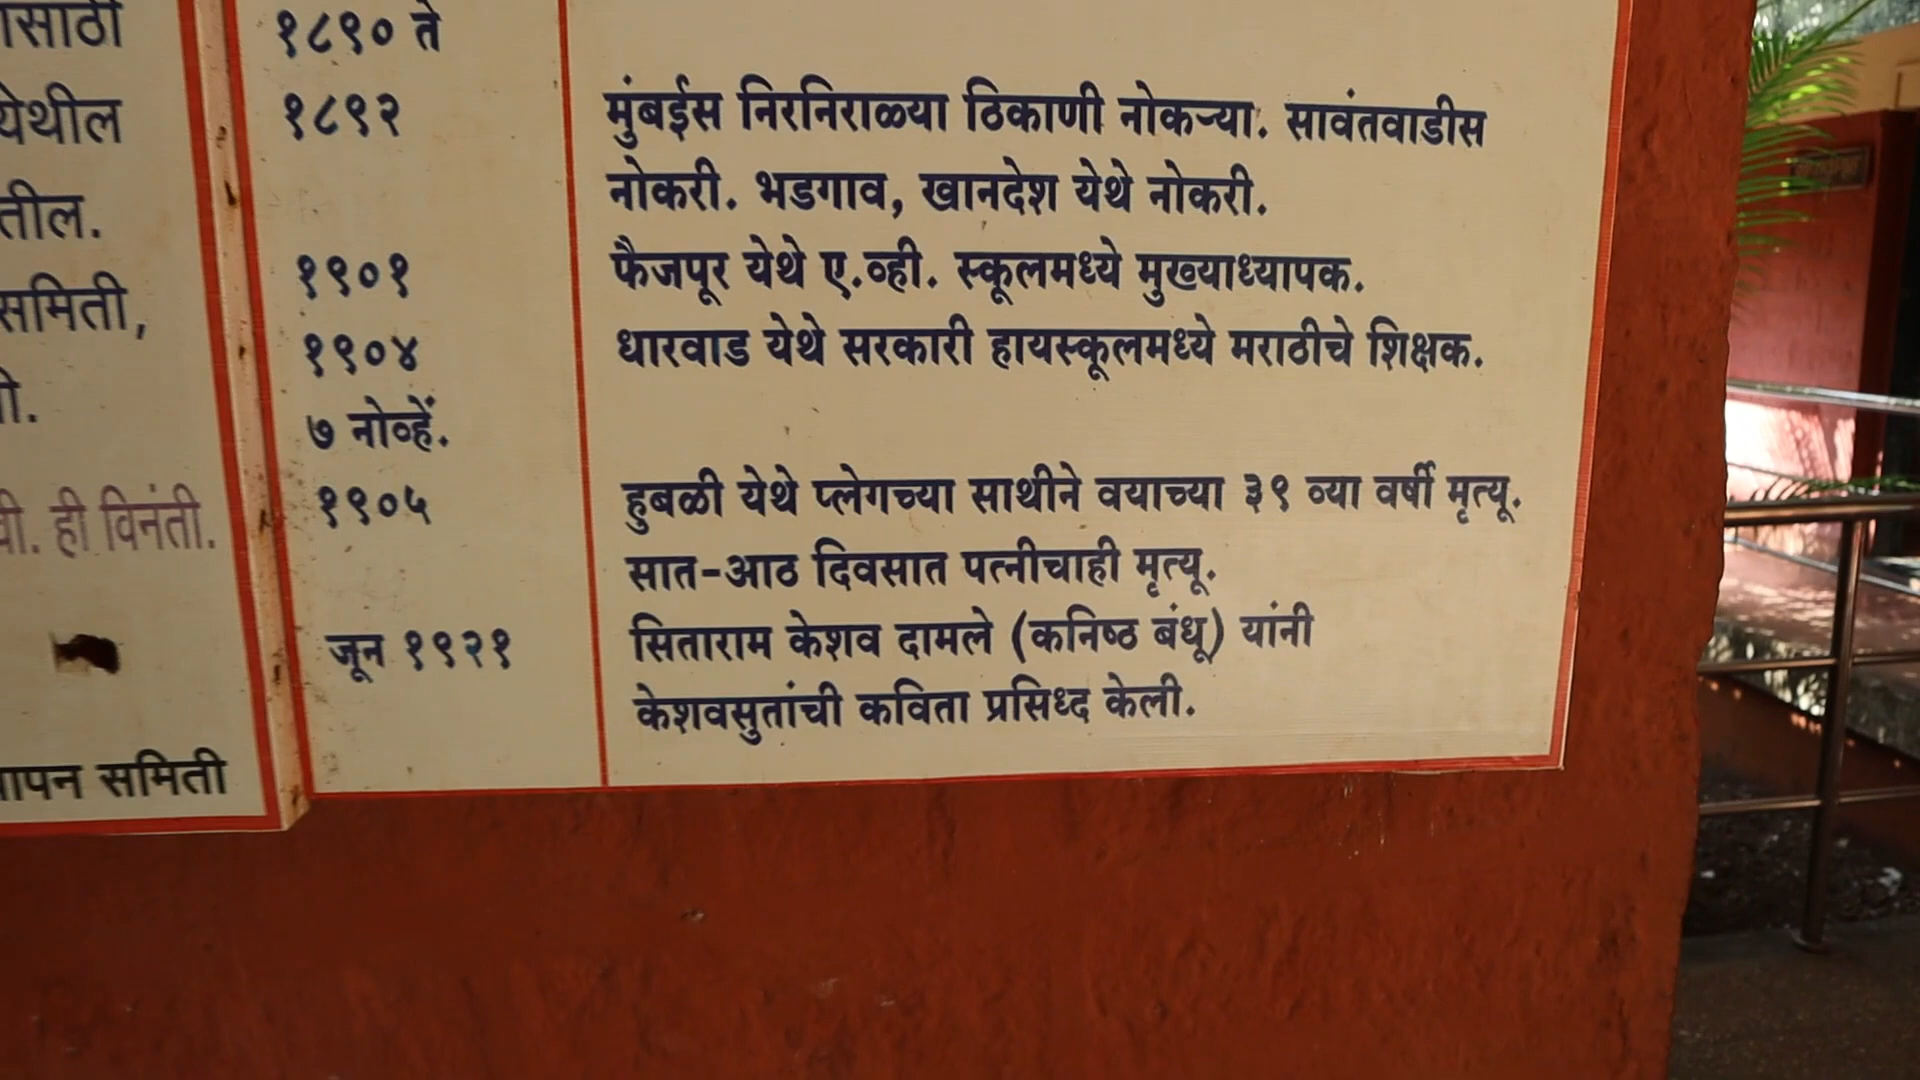 येथील
तील.
समिती,
ही विनंती.
समिती
१८९० ते
१८९२ मुंबईस निरनिराळ्या ठिकाणी नोकऱ्या. सावंतवाडीस
नोकरी. भडगाव, खानदेश येथे नोकरी.
१९०१ फैजपूर येथे ए.व्ही. स्कूलमध्ये मुख्याध्यापक.
१९०४ धारवाड येथे सरकारी हायस्कूलमध्ये मराठीचे शिक्षक.
७ नोव्हें.
१९०५ हुबळी येथे प्लेगच्या साथीने वयाच्या ३९ व्या वर्षी मृत्यू.
सात-आठ दिवसात पत्नीचाही मृत्यू.
जून १९२१ सिताराम केशव दामले (कनिष्ठ बंधू) यांनी
केशवसुतांची कविता प्रसिध्द केली.